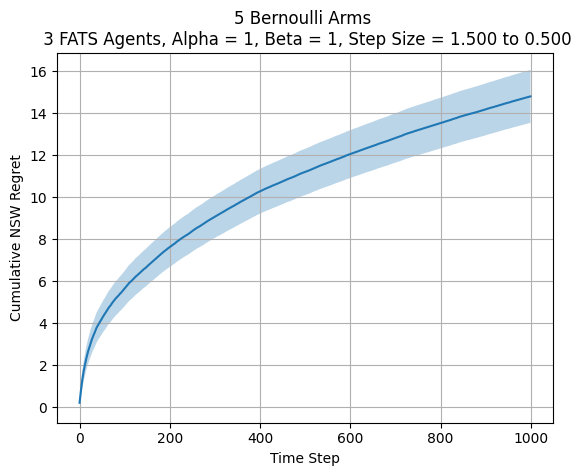 5 Bernoulli Arms
3 FATS Agents, Alpha = 1, Beta = 1, Step Size = 1.500 to 0.500
Cumulative NSW Regret
16
14
12
10
8
6
4
2
0
0 200 400 600 800 1000
Time Step